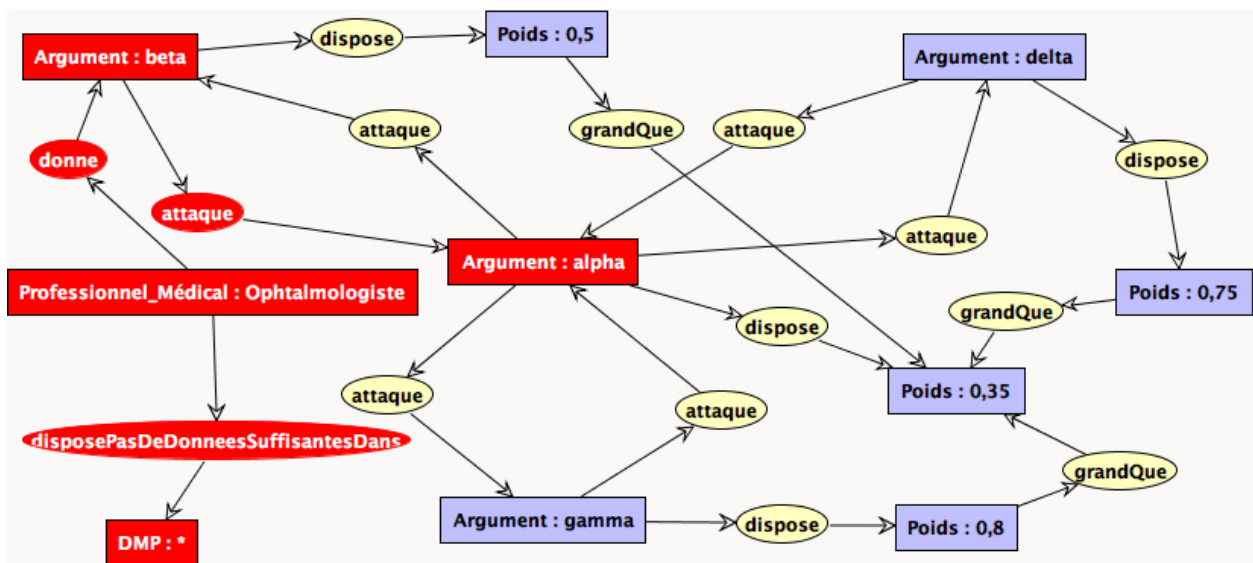 dispose
Poids : 0,5
Argument : beta
Argument : delta
attaque
grandQue
attaque
donne
dispose
attaque
attaque
Argument : alpha
Professionnel_Médical : Ophtalmologiste
Poids : 0,75
grandQue
dispose
attaque
Poids : 0,35
attaque
disposePasDeDonneesSuffisantesDans
grandQue
Argument : gamma
dispose
Poids : 0,8
DMP : *